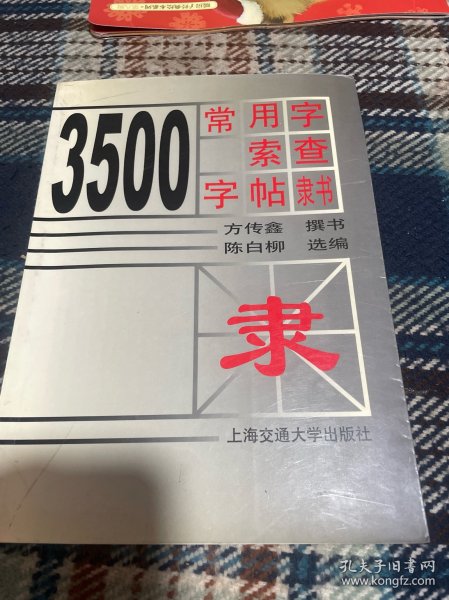 3500
常用字
索查
字帖隶书
方传鑫 撰书
陈白柳 选编
隶
上海交通大学出版社
孔夫子旧书网
www.kongfz.com